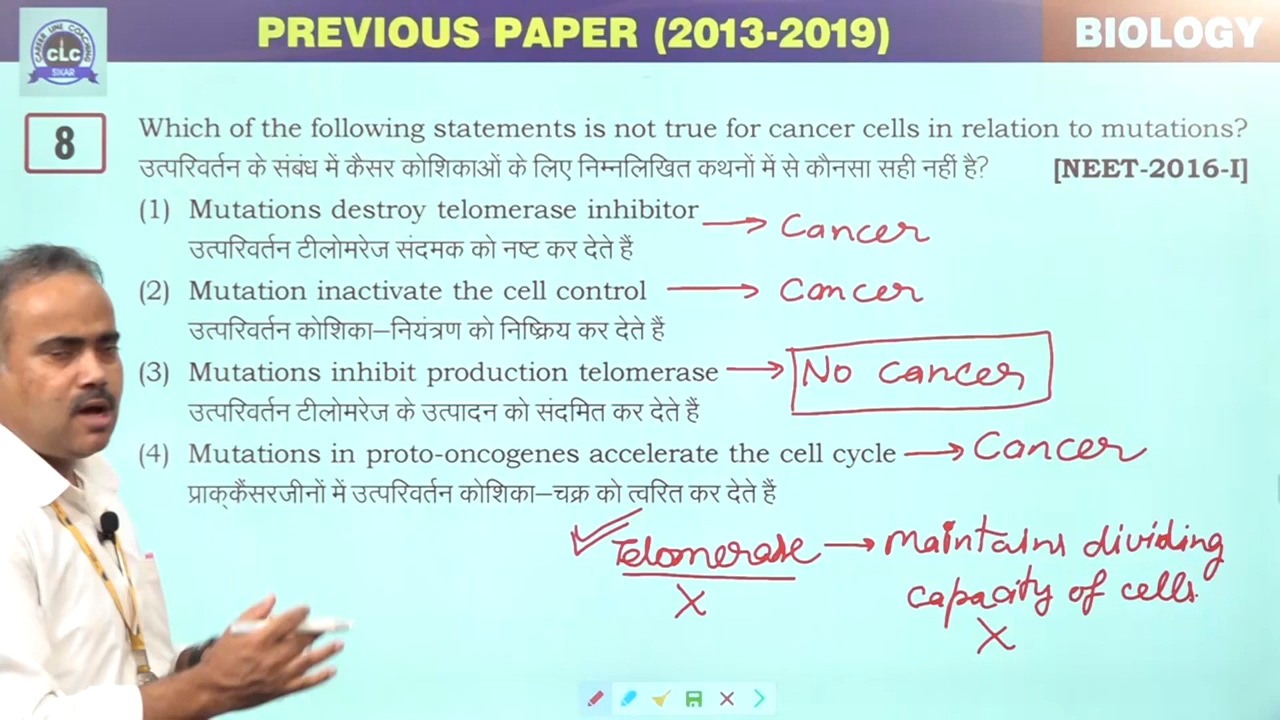 PREVIOUS PAPER (2013-2019)
BIOLOGY
CAREER LINE COACHING
CLC
SIKAR
8
Which of the following statements is not true for cancer cells in relation to mutations?
उत्परिवर्तन के संबंध में कैसर कोशिकाओं के लिए निम्नलिखित कथनों में से कौनसा सही नहीं है? [NEET-2016-I]
(1) Mutations destroy telomerase inhibitor → Cancer
उत्परिवर्तन टीलोमरेज संदमक को नष्ट कर देते हैं
(2) Mutation inactivate the cell control → Cancer
उत्परिवर्तन कोशिका–नियंत्रण को निष्क्रिय कर देते हैं
(3) Mutations inhibit production telomerase → No cancer
उत्परिवर्तन टीलोमरेज के उत्पादन को संदमित कर देते हैं
(4) Mutations in proto-oncogenes accelerate the cell cycle → Cancer
प्राक्कैंसरजीनों में उत्परिवर्तन कोशिका–चक्र को त्वरित कर देते हैं
Telomerase → maintains dividing
capacity of cells.
X X